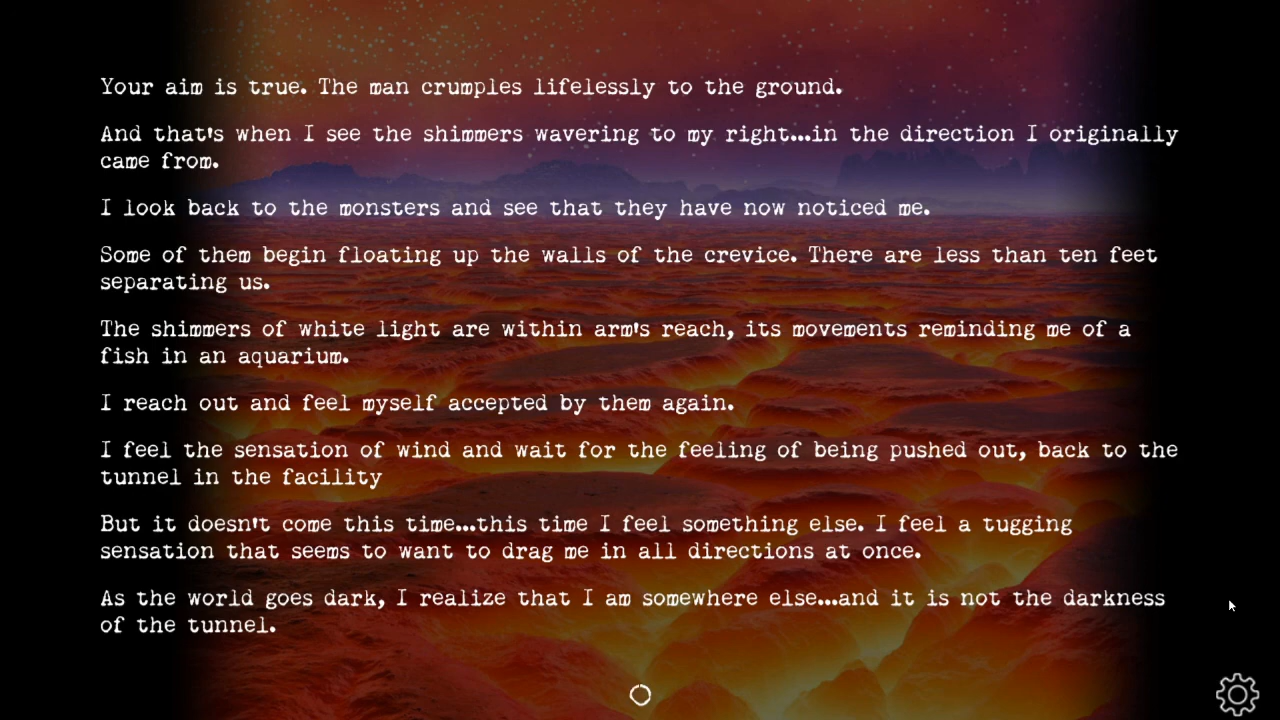 Your aim is true. The man crumples lifelessly to the ground.
And that's when I see the shimmers wavering to my right...in the direction I originally
came from.
I look back to the monsters and see that they have now noticed me.
Some of them begin floating up the walls of the crevice. There are less than ten feet
separating us.
The shimmers of white light are within arm's reach, its movements reminding me of a
fish in an aquarium.
I reach out and feel myself accepted by them again.
I feel the sensation of wind and wait for the feeling of being pushed out, back to the
tunnel in the facility
But it doesn't come this time...this time I feel something else. I feel a tugging
sensation that seems to want to drag me in all directions at once.
As the world goes dark, I realize that I am somewhere else...and it is not the darkness
of the tunnel.